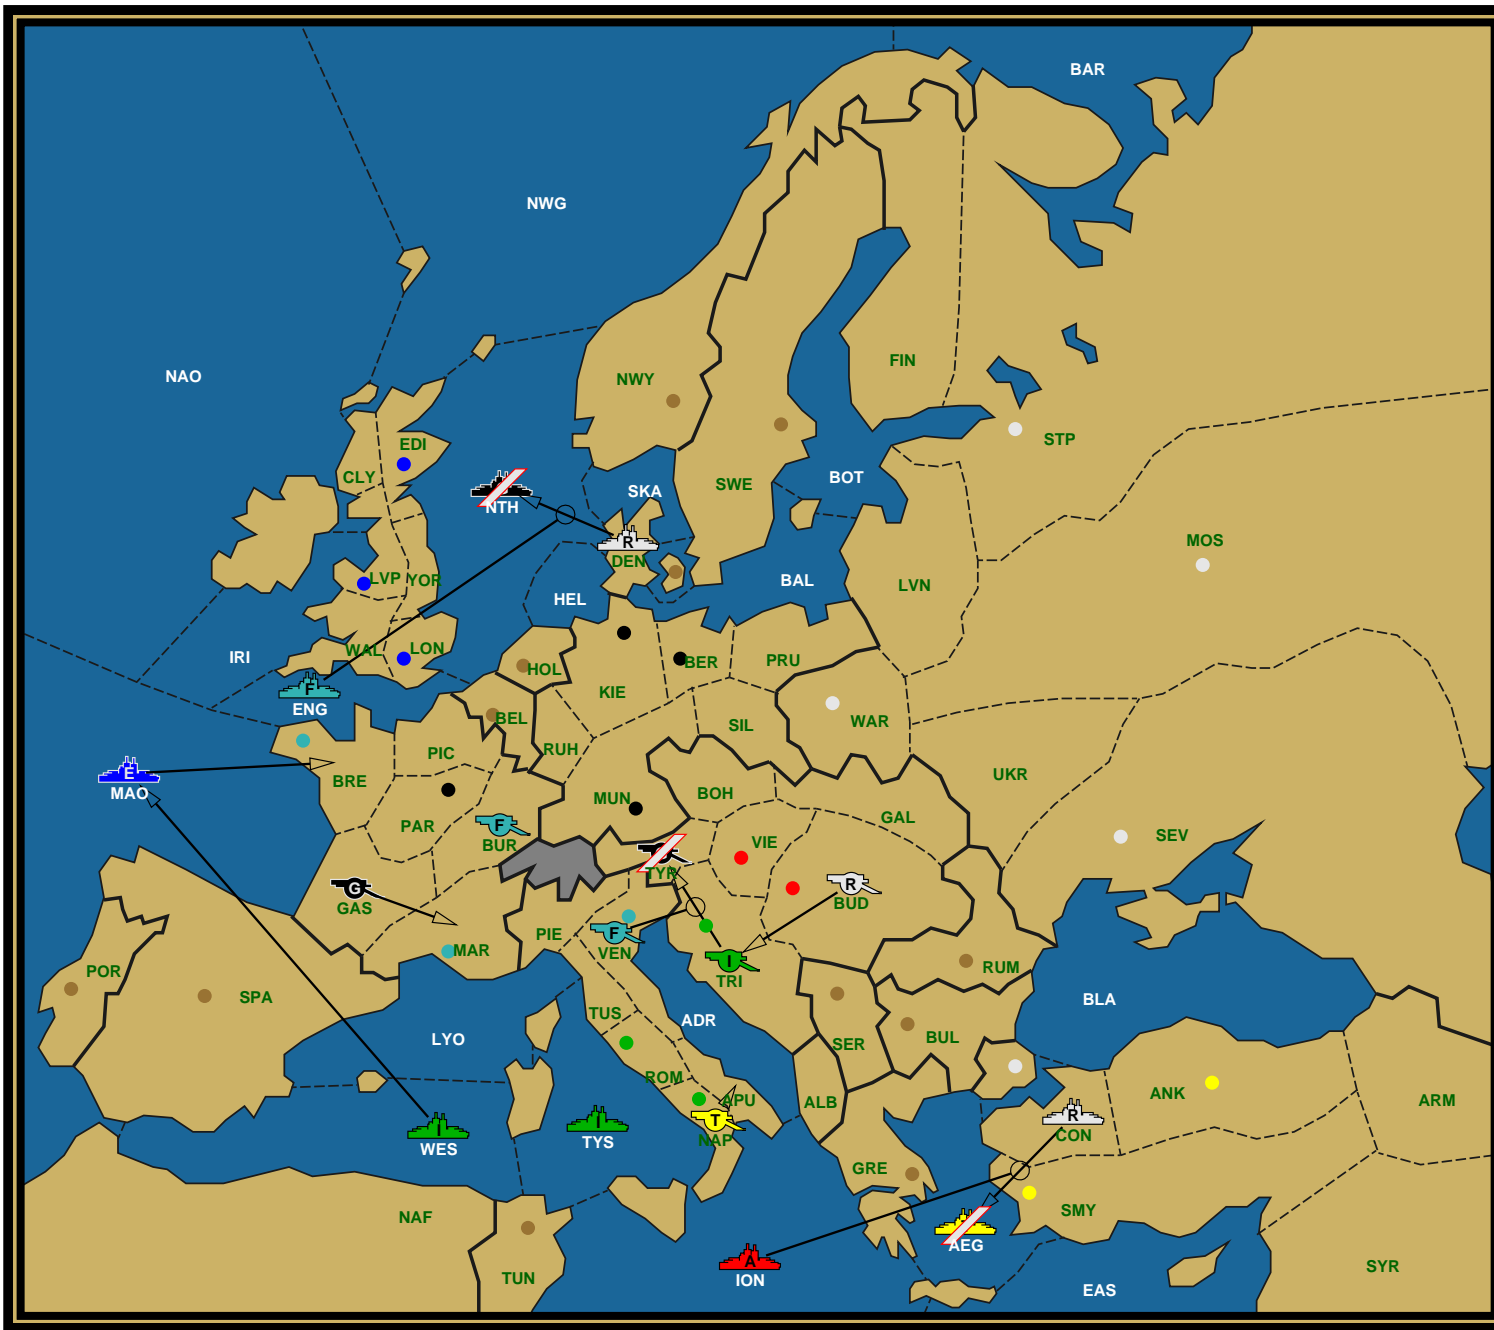 BAR
NWG
NAO
FIN
NWY
STP
EDI
CLY
SKA
SWE
BOT
NTH
MOS
R
DEN
LVP
YOR
HEL
BAL
LVN
IRI
WAL
LON
HOL
BER
PRU
F
ENG
KIE
BEL
WAR
SIL
PIC
RUH
UKR
E
MAO
BRE
MUN
BOH
GAL
PAR
F
BUR
VIE
SEV
TYR
G
GAS
R
BUD
F
VEN
PIE
MAR
I
TRI
RUM
POR
SPA
BLA
TUS
ADR
LYO
SER
BUL
ROM
APU
ALB
ANK
ARM
I
WES
I
TYS
T
NAP
R
CON
GRE
SMY
NAF
AEG
A
ION
TUN
EAS
SYR